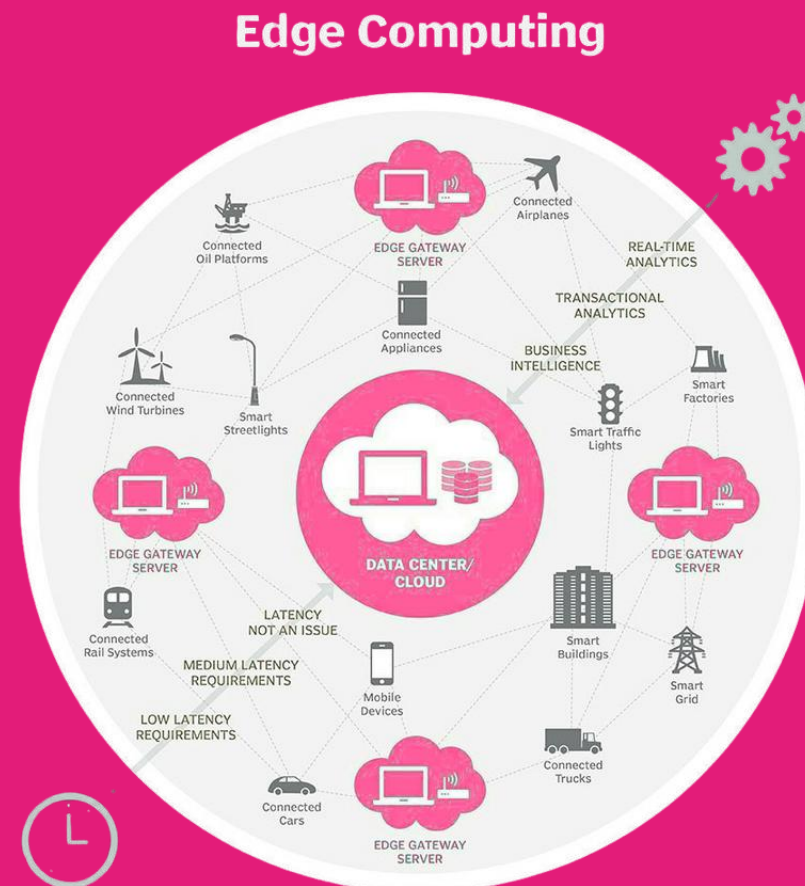 Edge Computing
Connected
Airplanes
Connected
Oil Platforms
EDGE GATEWAY
SERVER
REAL-TIME
ANALYTICS
TRANSACTIONAL
ANALYTICS
Connected
Appliances
BUSINESS
INTELLIGENCE
Smart
Factories
Connected
Wind Turbines
Smart
Streetlights
Smart Traffic
Lights
EDGE GATEWAY
SERVER
DATA CENTER/
CLOUD
EDGE GATEWAY
SERVER
LATENCY
NOT AN ISSUE
Connected
Rail Systems
Smart
Buildings
MEDIUM LATENCY
REQUIREMENTS
Mobile
Devices
Smart
Grid
LOW LATENCY
REQUIREMENTS
Connected
Trucks
Connected
Cars
EDGE GATEWAY
SERVER